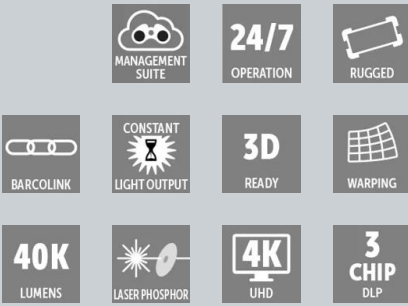 MANAGEMENT
SUITE
24/7
OPERATION
RUGGED
BARCOLINK
CONSTANT
LIGHT OUTPUT
3D
READY
WARPING
40K
LUMENS
LASER PHOSPHOR
4K
UHD
3
CHIP
DLP